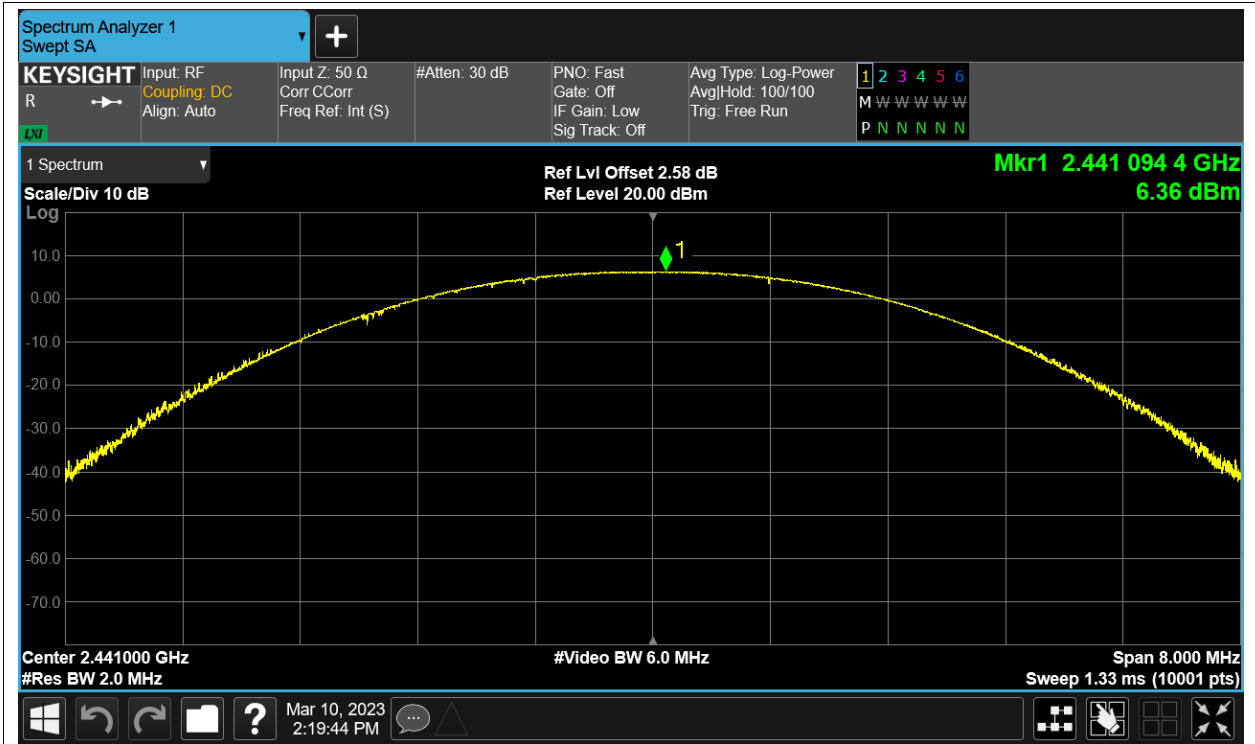 Spectrum Analyzer 1
Swept SA
KEYSIGHT
R
LXI
Input: RF
Coupling: DC
Align: Auto
Input Z: 50 Ω
Corr CCorr
Freq Ref: Int (S)
#Atten: 30 dB
PNO: Fast
Gate: Off
IF Gain: Low
Sig Track: Off
Avg Type: Log-Power
Avg|Hold: 100/100
Trig: Free Run
1 2 3 4 5 6
M W W W W W
P N N N N N
1 Spectrum
Scale/Div 10 dB
Log
Ref Lvl Offset 2.58 dB
Ref Level 20.00 dBm
Mkr1 2.441 094 4 GHz
6.36 dBm
1
10.0
0.00
-10.0
-20.0
-30.0
-40.0
-50.0
-60.0
-70.0
Center 2.441000 GHz
#Res BW 2.0 MHz
#Video BW 6.0 MHz
Span 8.000 MHz
Sweep 1.33 ms (10001 pts)
?
Mar 10, 2023
2:19:44 PM